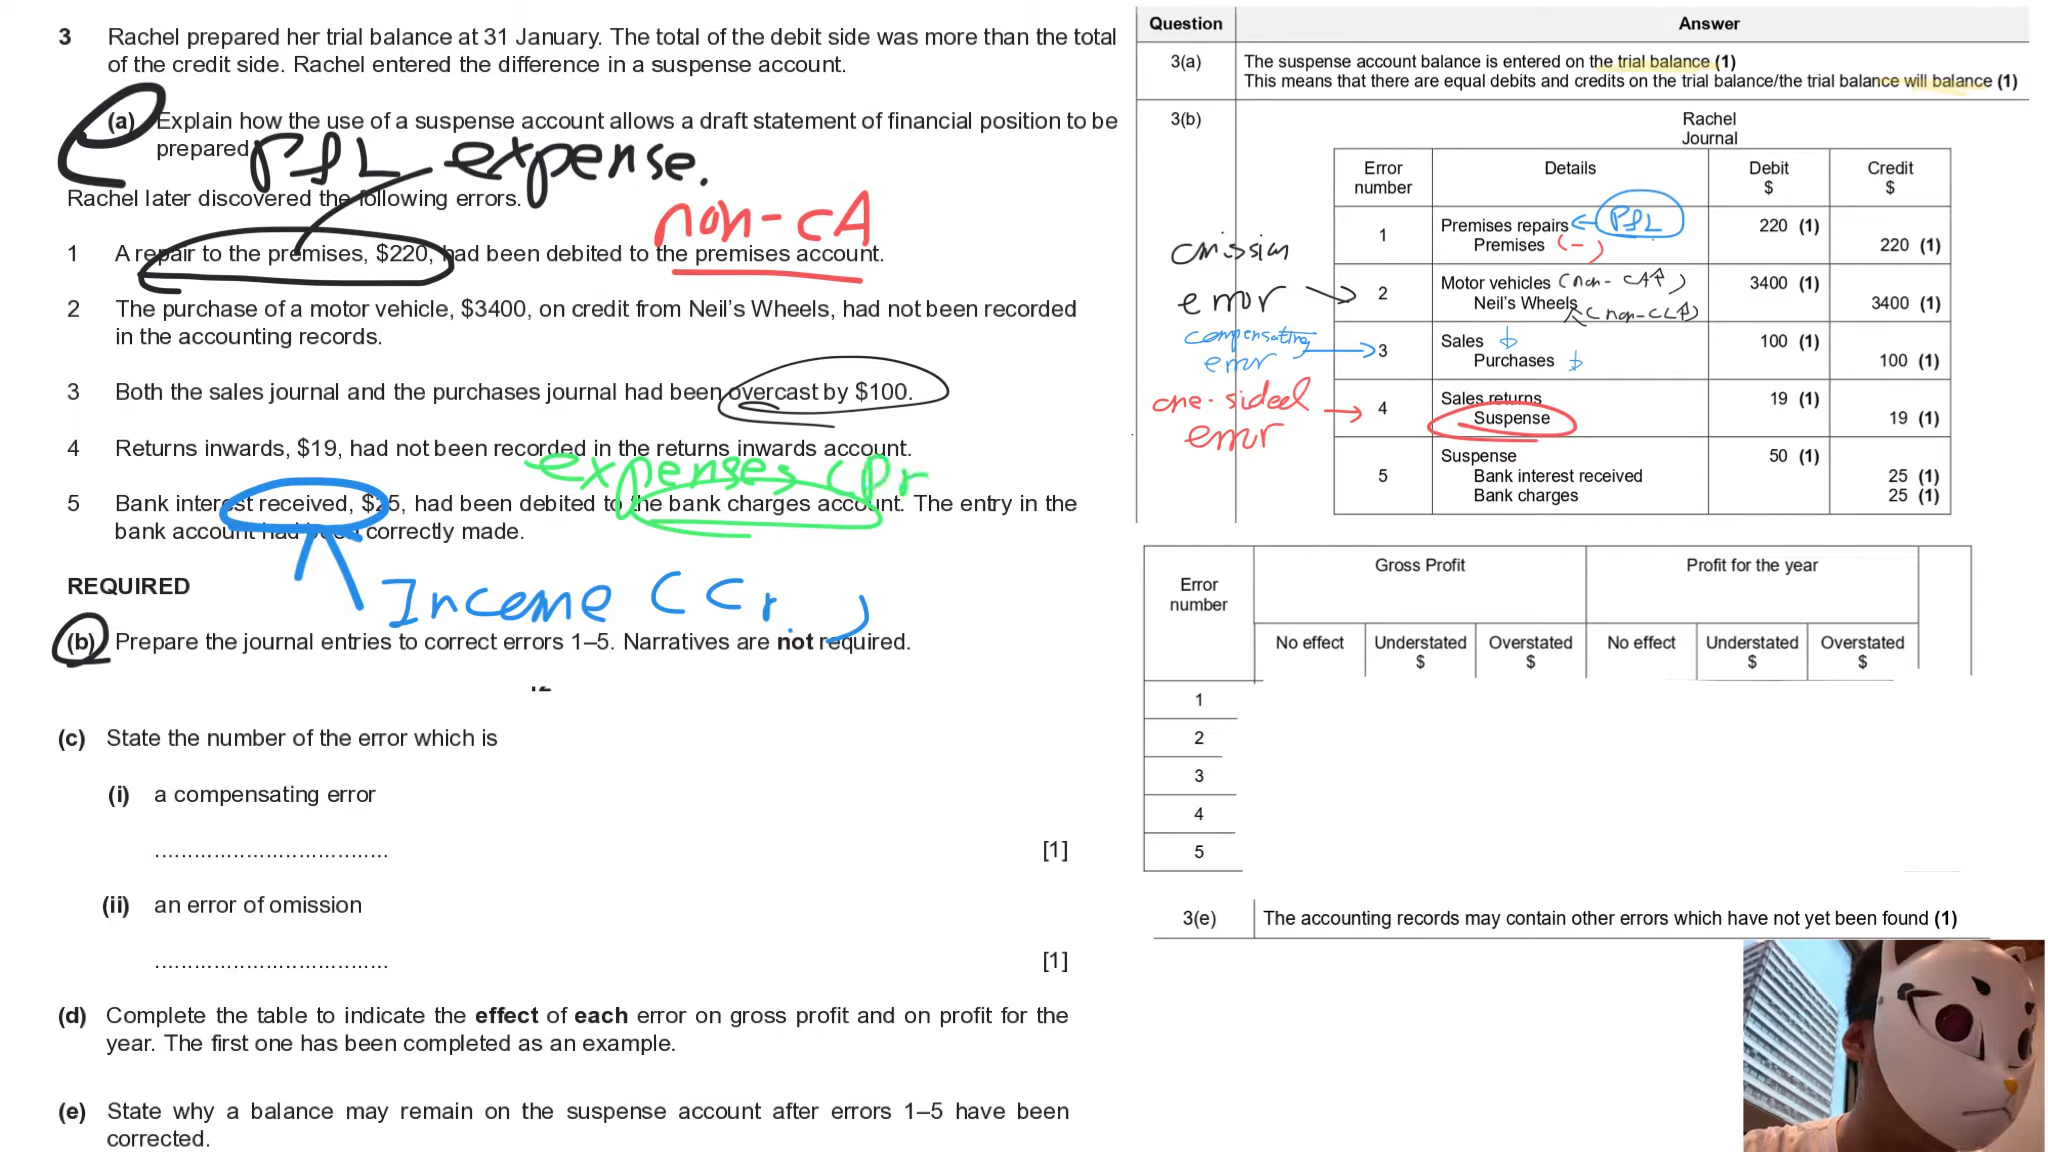 3 Rachel prepared her trial balance at 31 January. The total of the debit side was more than the total
of the credit side. Rachel entered the difference in a suspense account.
(a) Explain how the use of a suspense account allows a draft statement of financial position to be
prepared
P&L expense.
Rachel later discovered the following errors.
non-CA
1 A repair to the premises, $220, had been debited to the premises account.
2 The purchase of a motor vehicle, $3400, on credit from Neil's Wheels, had not been recorded
in the accounting records.
3 Both the sales journal and the purchases journal had been overcast by $100.
4 Returns inwards, $19, had not been recorded in the returns inwards account.
expenses (Dr
5 Bank interest received, $25, had been debited to the bank charges account. The entry in the
bank account had been correctly made.
REQUIRED
Income (Cr.)
(b) Prepare the journal entries to correct errors 1–5. Narratives are not required.
(c) State the number of the error which is
(i) a compensating error
.................................. [1]
(ii) an error of omission
.................................. [1]
(d) Complete the table to indicate the effect of each error on gross profit and on profit for the
year. The first one has been completed as an example.
(e) State why a balance may remain on the suspense account after errors 1–5 have been
corrected.
Question Answer
3(a) The suspense account balance is entered on the trial balance (1)
This means that there are equal debits and credits on the trial balance/the trial balance will balance (1)
3(b) Rachel
Journal
Error number Details Debit $ Credit $
1 Premises repairs P&L 220 (1)
Premises (-) 220 (1)
omission
error
2 Motor vehicles (non-CA↑) 3400 (1)
Neil's Wheels 3400 (1)
compensating
error
3 Sales 100 (1)
Purchases 100 (1)
one-sided
error
4 Sales returns 19 (1)
Suspense 19 (1)
5 Suspense 50 (1)
Bank interest received 25 (1)
Bank charges 25 (1)
Error number Gross Profit Profit for the year
No effect Understated $ Overstated $ No effect Understated $ Overstated $
1
2
3
4
5
3(e) The accounting records may contain other errors which have not yet been found (1)